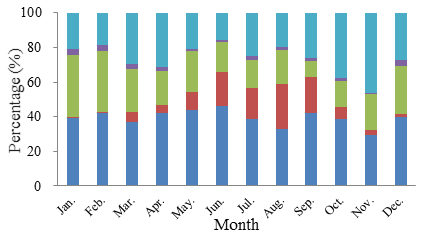 Percentage (%)
100
80
60
40
20
0
Jan. Feb. Mar. Apr. May. Jun. Jul. Aug. Sep. Oct. Nov. Dec.
Month